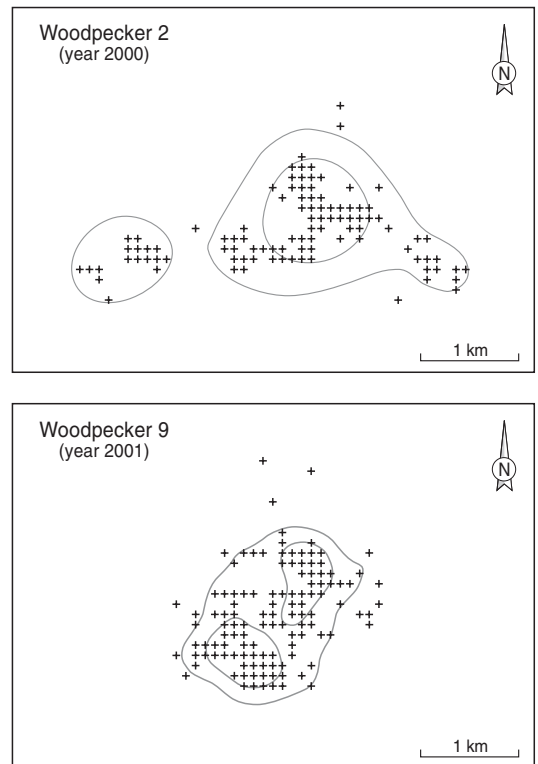 Woodpecker 2
(year 2000)
N
1 km
Woodpecker 9
(year 2001)
N
1 km